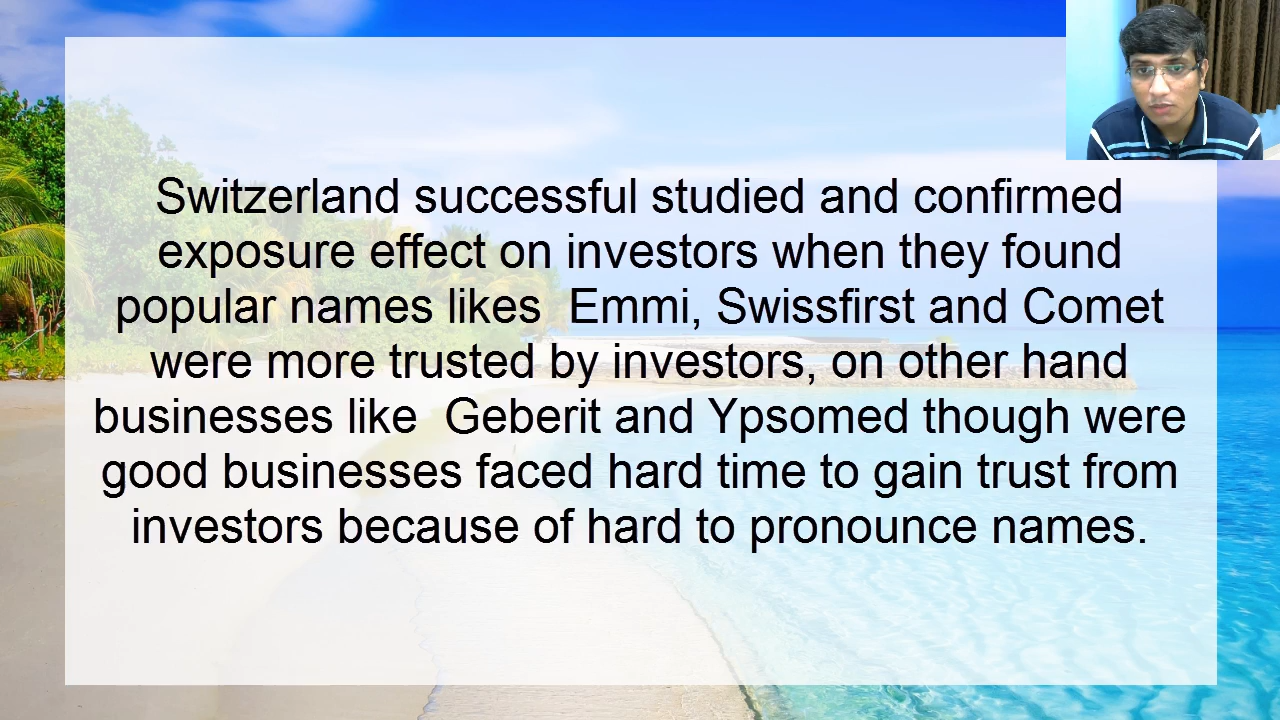 Switzerland successful studied and confirmed
exposure effect on investors when they found
popular names likes  Emmi, Swissfirst and Comet
were more trusted by investors, on other hand
businesses like  Geberit and Ypsomed though were
good businesses faced hard time to gain trust from
investors because of hard to pronounce names.